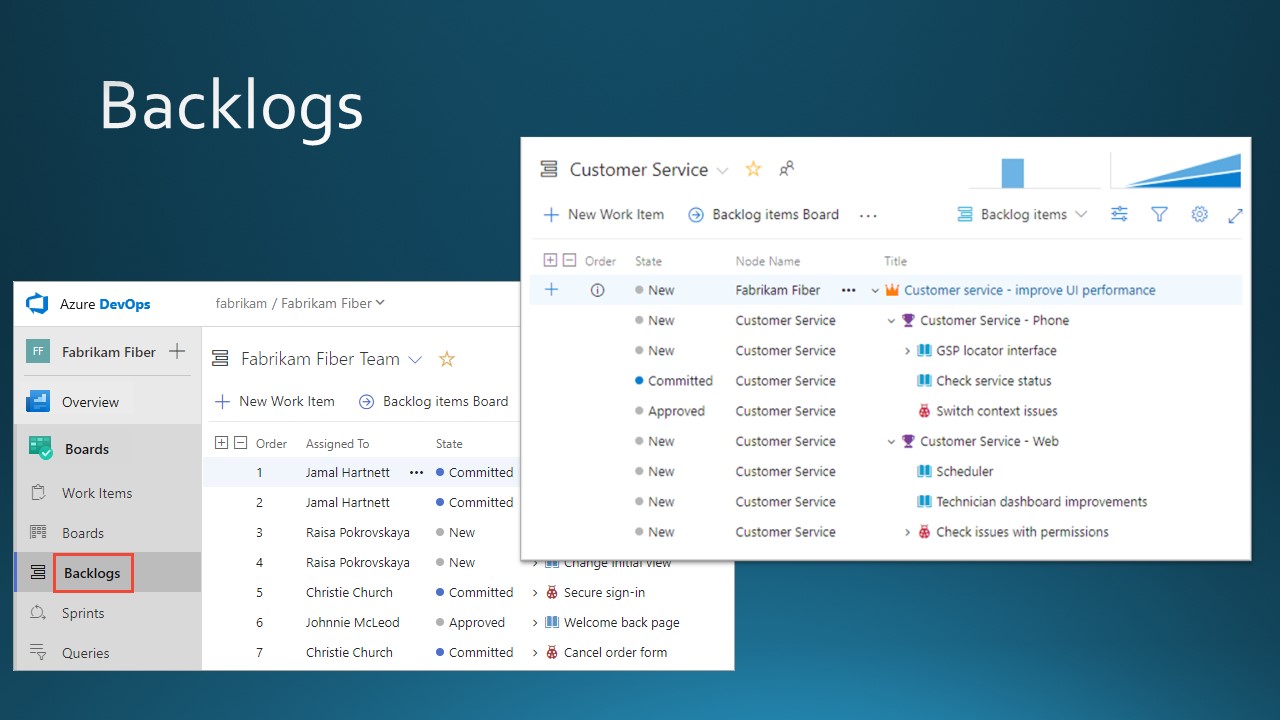 Backlogs
Customer Service
New Work Item Backlog items Board ... Backlog items
Order State Node Name Title
New Fabrikam Fiber ... Customer service - improve UI performance
New Customer Service Customer Service - Phone
New Customer Service GSP locator interface
Committed Customer Service Check service status
Approved Customer Service Switch context issues
New Customer Service Customer Service - Web
New Customer Service Scheduler
New Customer Service Technician dashboard improvements
New Customer Service Check issues with permissions
Azure DevOps fabrikam / Fabrikam Fiber
FF Fabrikam Fiber
Overview
Boards
Work Items
Boards
Backlogs
Sprints
Queries
Fabrikam Fiber Team
New Work Item Backlog items Board
Order Assigned To State
1 Jamal Hartnett ... Committed
2 Jamal Hartnett Committed
3 Raisa Pokrovskaya New
4 Raisa Pokrovskaya New Change initial view
5 Christie Church Committed Secure sign-in
6 Johnnie McLeod Approved Welcome back page
7 Christie Church Committed Cancel order form